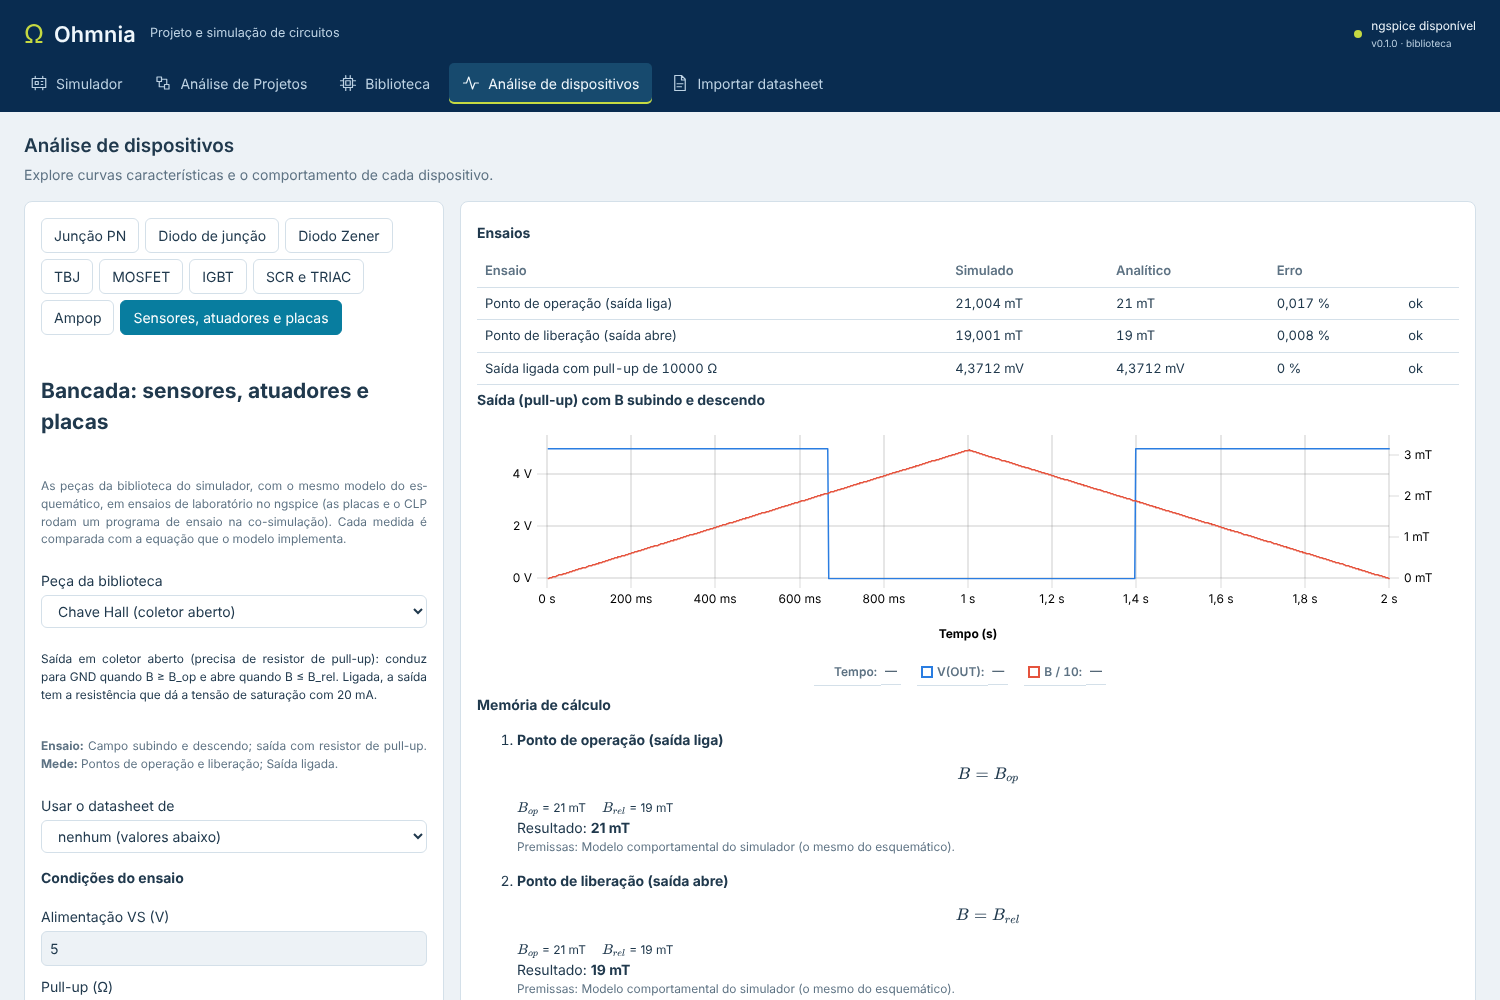 Ω Ohmnia
Projeto e simulação de circuitos
ngspice disponível
v0.1.0 · biblioteca
Simulador
Análise de Projetos
Biblioteca
Análise de dispositivos
Importar datasheet
Análise de dispositivos
Explore curvas características e o comportamento de cada dispositivo.
Junção PN
Diodo de junção
Diodo Zener
TBJ
MOSFET
IGBT
SCR e TRIAC
Ampop
Sensores, atuadores e placas
Bancada: sensores, atuadores e
placas
As peças da biblioteca do simulador, com o mesmo modelo do es-
quemático, em ensaios de laboratório no ngspice (as placas e o CLP
rodam um programa de ensaio na co-simulação). Cada medida é
comparada com a equação que o modelo implementa.
Peça da biblioteca
Chave Hall (coletor aberto)
Saída em coletor aberto (precisa de resistor de pull-up): conduz
para GND quando B ≥ B_op e abre quando B ≤ B_rel. Ligada, a saída
tem a resistência que dá a tensão de saturação com 20 mA.
Ensaio: Campo subindo e descendo; saída com resistor de pull-up.
Mede: Pontos de operação e liberação; Saída ligada.
Usar o datasheet de
nenhum (valores abaixo)
Condições do ensaio
Alimentação VS (V)
5
Pull-up (Ω)
Ensaios
Ensaio Simulado Analítico Erro
Ponto de operação (saída liga) 21,004 mT 21 mT 0,017 % ok
Ponto de liberação (saída abre) 19,001 mT 19 mT 0,008 % ok
Saída ligada com pull-up de 10000 Ω 4,3712 mV 4,3712 mV 0 % ok
Saída (pull-up) com B subindo e descendo
4 V
2 V
0 V
3 mT
2 mT
1 mT
0 mT
0 s 200 ms 400 ms 600 ms 800 ms 1 s 1,2 s 1,4 s 1,6 s 1,8 s 2 s
Tempo (s)
Tempo: — V(OUT): — B / 10: —
Memória de cálculo
1. Ponto de operação (saída liga)
B = B_op
B_op = 21 mT B_rel = 19 mT
Resultado: 21 mT
Premissas: Modelo comportamental do simulador (o mesmo do esquemático).
2. Ponto de liberação (saída abre)
B = B_rel
B_op = 21 mT B_rel = 19 mT
Resultado: 19 mT
Premissas: Modelo comportamental do simulador (o mesmo do esquemático).